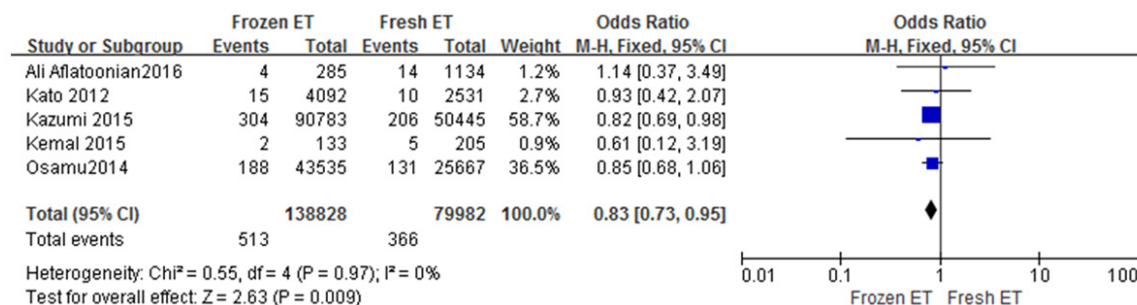 Frozen ET Fresh ET Odds Ratio Odds Ratio
Study or Subgroup Events Total Events Total Weight M-H, Fixed, 95% CI M-H, Fixed, 95% CI
Ali Aflatoonian2016 4 285 14 1134 1.2% 1.14 [0.37, 3.49]
Kato 2012 15 4092 10 2531 2.7% 0.93 [0.42, 2.07]
Kazumi 2015 304 90783 206 50445 58.7% 0.82 [0.69, 0.98]
Kemal 2015 2 133 5 205 0.9% 0.61 [0.12, 3.19]
Osamu2014 188 43535 131 25667 36.5% 0.85 [0.68, 1.06]
Total (95% CI) 138828 79982 100.0% 0.83 [0.73, 0.95]
Total events 513 366
Heterogeneity: Chi² = 0.55, df = 4 (P = 0.97); I² = 0%
Test for overall effect: Z = 2.63 (P = 0.009)
0.01 0.1 1 10 100
Frozen ET Fresh ET